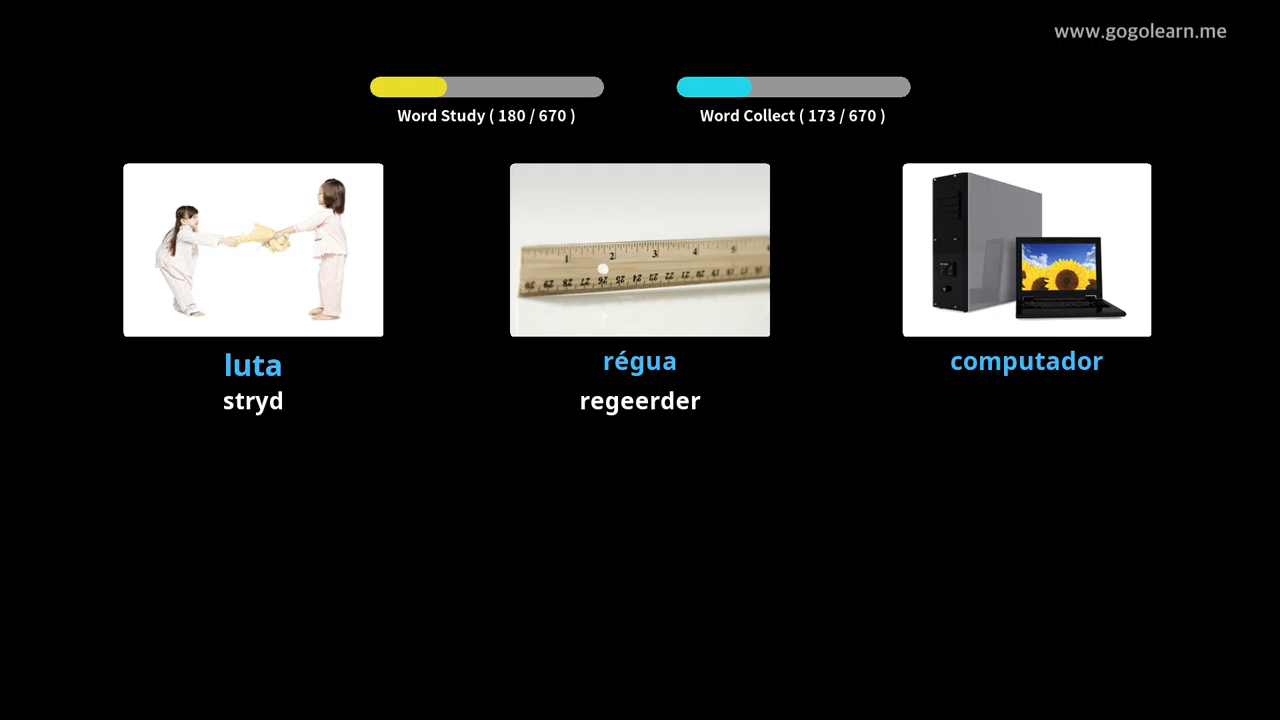 www.gogolearn.me
Word Study ( 180 / 670 )
Word Collect ( 173 / 670 )
luta
régua
computador
stryd
regeerder